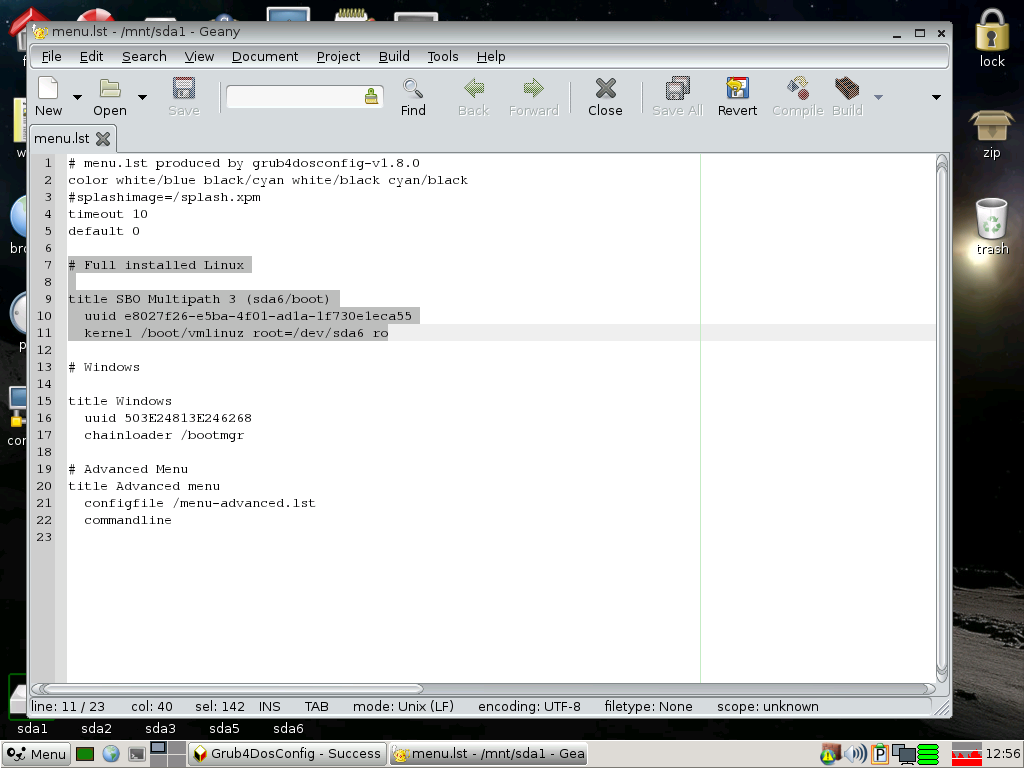 menu.lst - /mnt/sda1 - Geany
File Edit Search View Document Project Build Tools Help
New Open Save Find Back Forward Close Save All Revert Compile Build
menu.lst
1 # menu.lst produced by grub4dosconfig-v1.8.0
2 color white/blue black/cyan white/black cyan/black
3 #splashimage=/splash.xpm
4 timeout 10
5 default 0
6
7 # Full installed Linux
8
9 title SBO Multipath 3 (sda6/boot)
10 uuid e8027f26-e5ba-4f01-ad1a-1f730e1eca55
11 kernel /boot/vmlinuz root=/dev/sda6 ro
12
13 # Windows
14
15 title Windows
16 uuid 503E24813E246268
17 chainloader /bootmgr
18
19 # Advanced Menu
20 title Advanced menu
21 configfile /menu-advanced.lst
22 commandline
23
line: 11 / 23 col: 40 sel: 142 INS TAB mode: Unix (LF) encoding: UTF-8 filetype: None scope: unknown
lock
zip
trash
sda1 sda2 sda3 sda5 sda6
Menu Grub4DosConfig - Success menu.lst - /mnt/sda1 - Gea 12:56